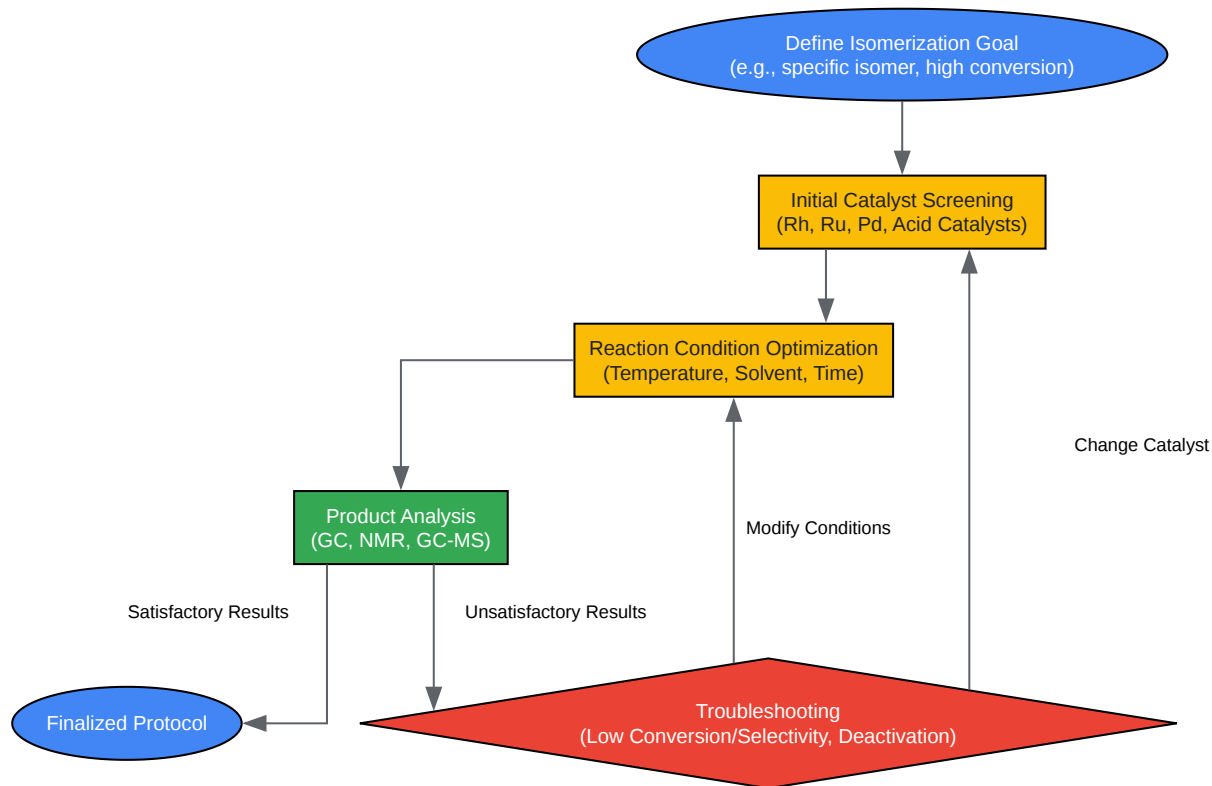 Define Isomerization Goal
(e.g., specific isomer, high conversion)
Initial Catalyst Screening
(Rh, Ru, Pd, Acid Catalysts)
Reaction Condition Optimization
(Temperature, Solvent, Time)
Change Catalyst
Product Analysis
(GC, NMR, GC-MS)
Modify Conditions
Satisfactory Results
Unsatisfactory Results
Finalized Protocol
Troubleshooting
(Low Conversion/Selectivity, Deactivation)